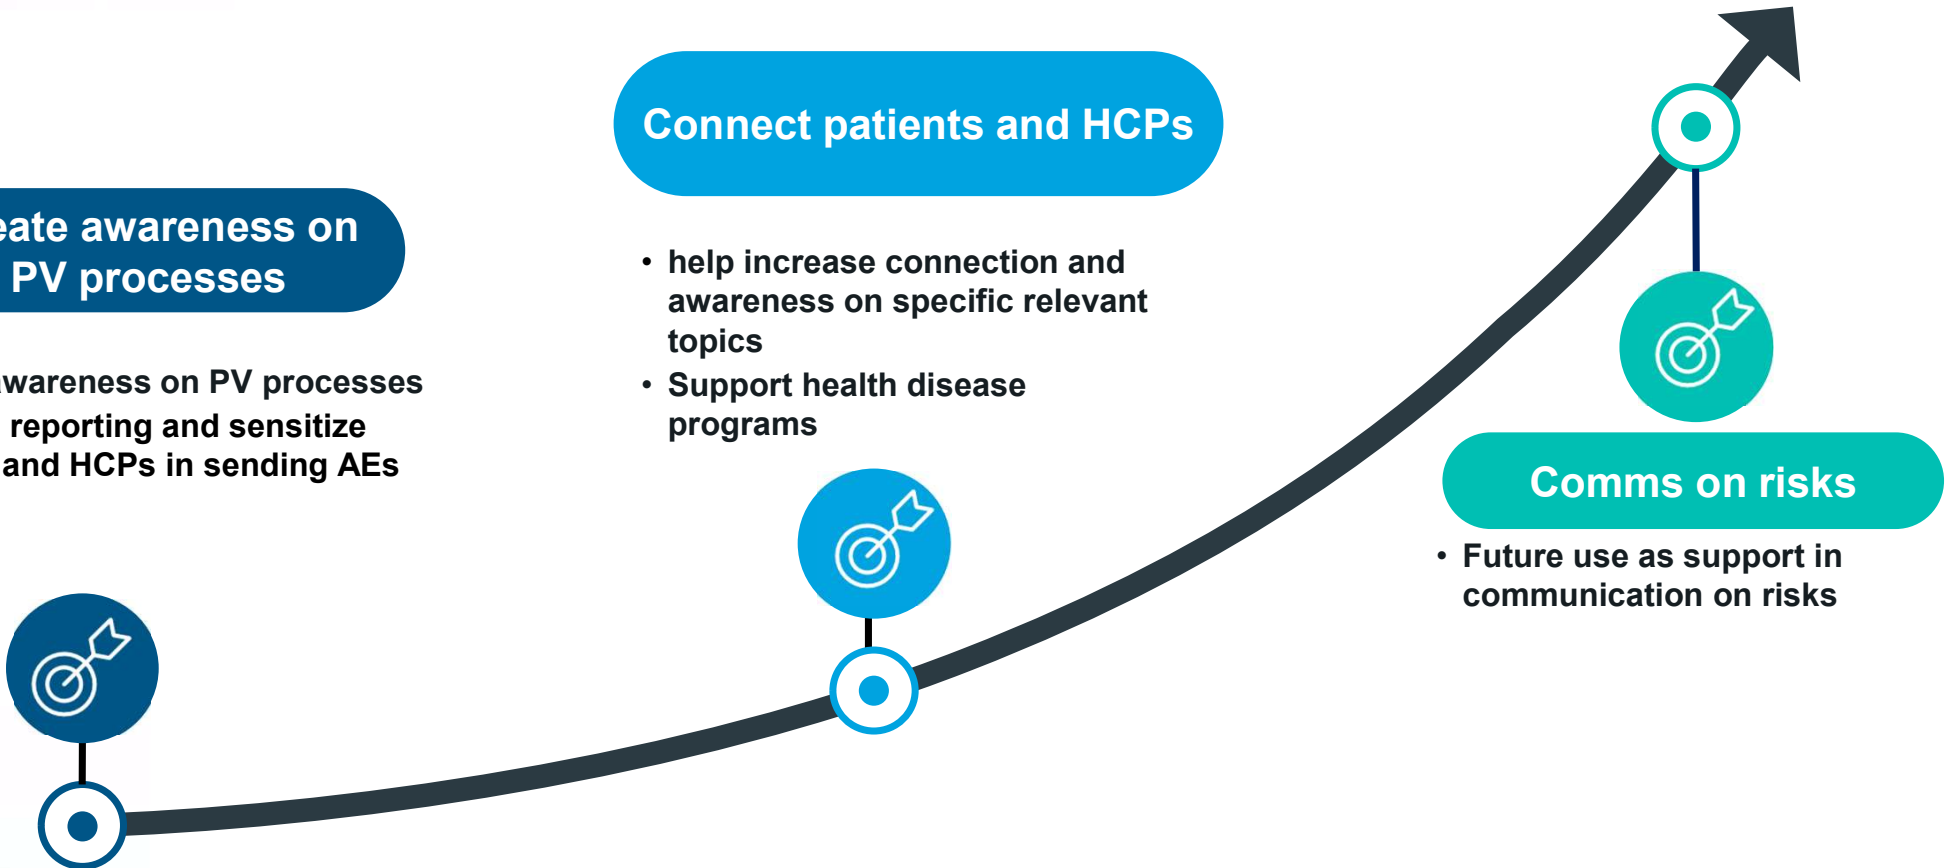 eate awareness on
PV processes
awareness on PV processes
reporting and sensitize
and HCPs in sending AEs
Connect patients and HCPs
• help increase connection and
awareness on specific relevant
topics
• Support health disease
programs
Comms on risks
• Future use as support in
communication on risks